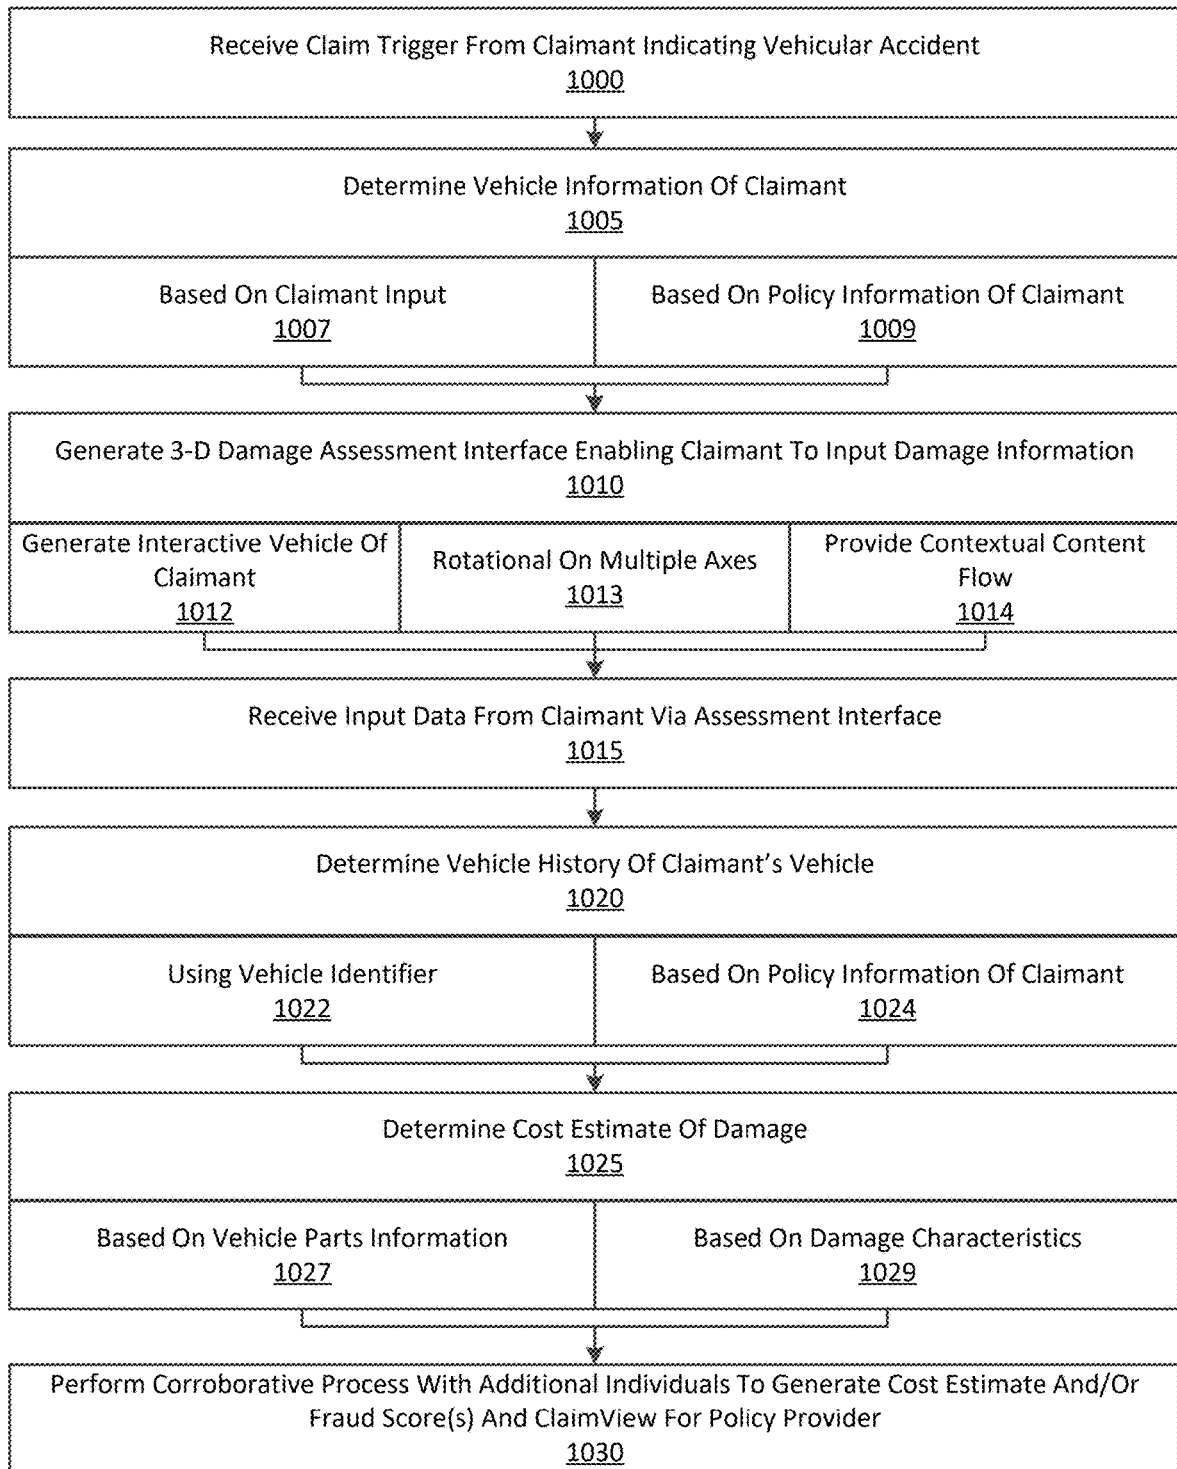 Receive Claim Trigger From Claimant Indicating Vehicular Accident
1000
Determine Vehicle Information Of Claimant
1005
Based On Claimant Input
1007
Based On Policy Information Of Claimant
1009
Generate 3-D Damage Assessment Interface Enabling Claimant To Input Damage Information
1010
Generate Interactive Vehicle Of
Claimant
1012
Rotational On Multiple Axes
1013
Provide Contextual Content
Flow
1014
Receive Input Data From Claimant Via Assessment Interface
1015
Determine Vehicle History Of Claimant's Vehicle
1020
Using Vehicle Identifier
1022
Based On Policy Information Of Claimant
1024
Determine Cost Estimate Of Damage
1025
Based On Vehicle Parts Information
1027
Based On Damage Characteristics
1029
Perform Corroborative Process With Additional Individuals To Generate Cost Estimate And/Or
Fraud Score(s) And ClaimView For Policy Provider
1030